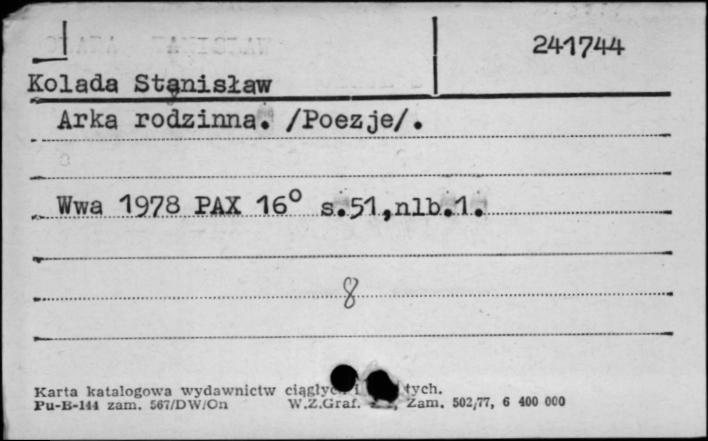 241744
Kolada Stanisław
Arka rodzinna. /Poezje/.
Wwa 1978 PAX 16° s.51,nlb.1.
8
Karta katalogowa wydawnictw ciągłych i tych.
Pu-B-144 zam. 567/DW/On W.Z.Graf. Zam. 502/77, 6 400 000